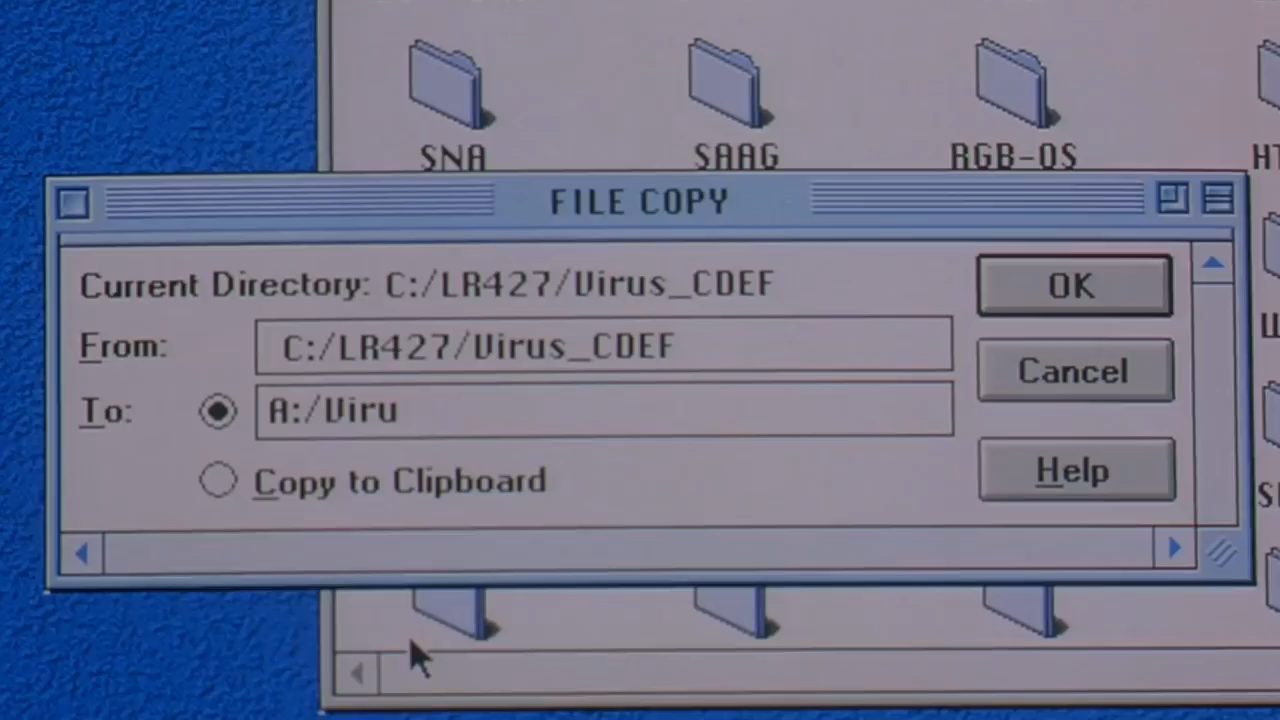 SNA
SAAG
RGB-OS
FILE COPY
Current Directory: C:/LR427/Virus_CDEF
OK
From: C:/LR427/Virus_CDEF
Cancel
To: A:/Viru
Help
Copy to Clipboard